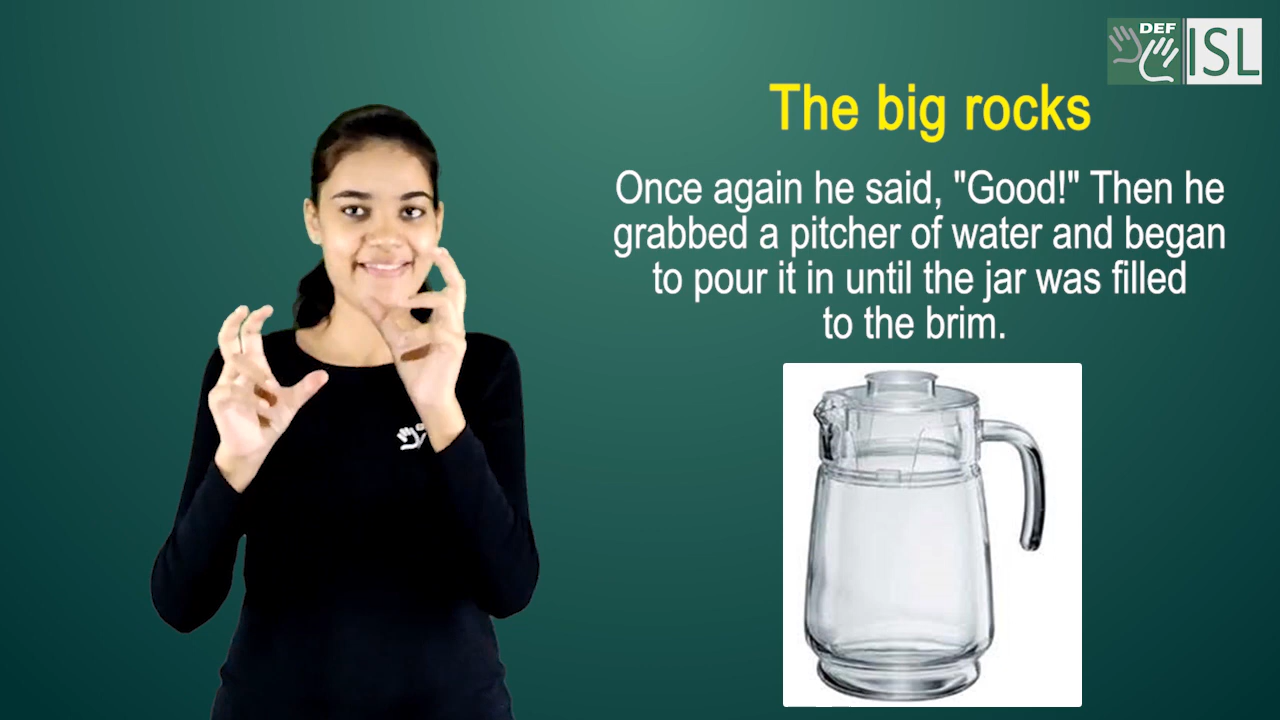 DEF
ISL
The big rocks
Once again he said, "Good!" Then he
grabbed a pitcher of water and began
to pour it in until the jar was filled
to the brim.